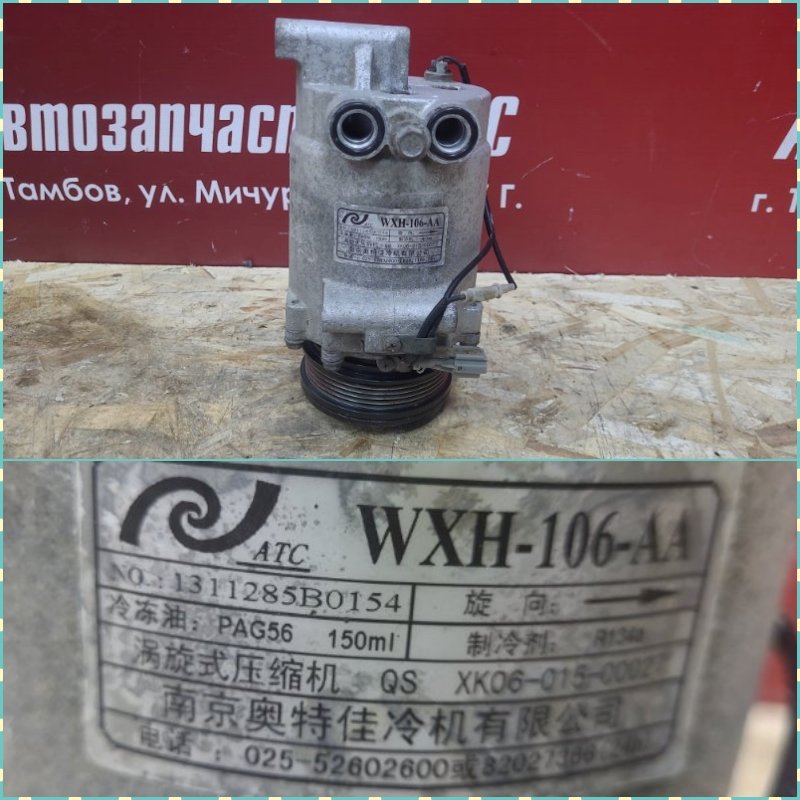 втозапчаст С
Тамбов, ул. Мичур г.
г. Т
ATC WXH-106-AA
ATC WXH-106-AA
NO.: 1311285B0154 旋 向:
冷冻油: PAG56 150ml 制冷剂: R134a
涡旋式压缩机 QS XK06-015-00027
南京奥特佳冷机有限公司
电话: 025-52602600或82027366(24h)